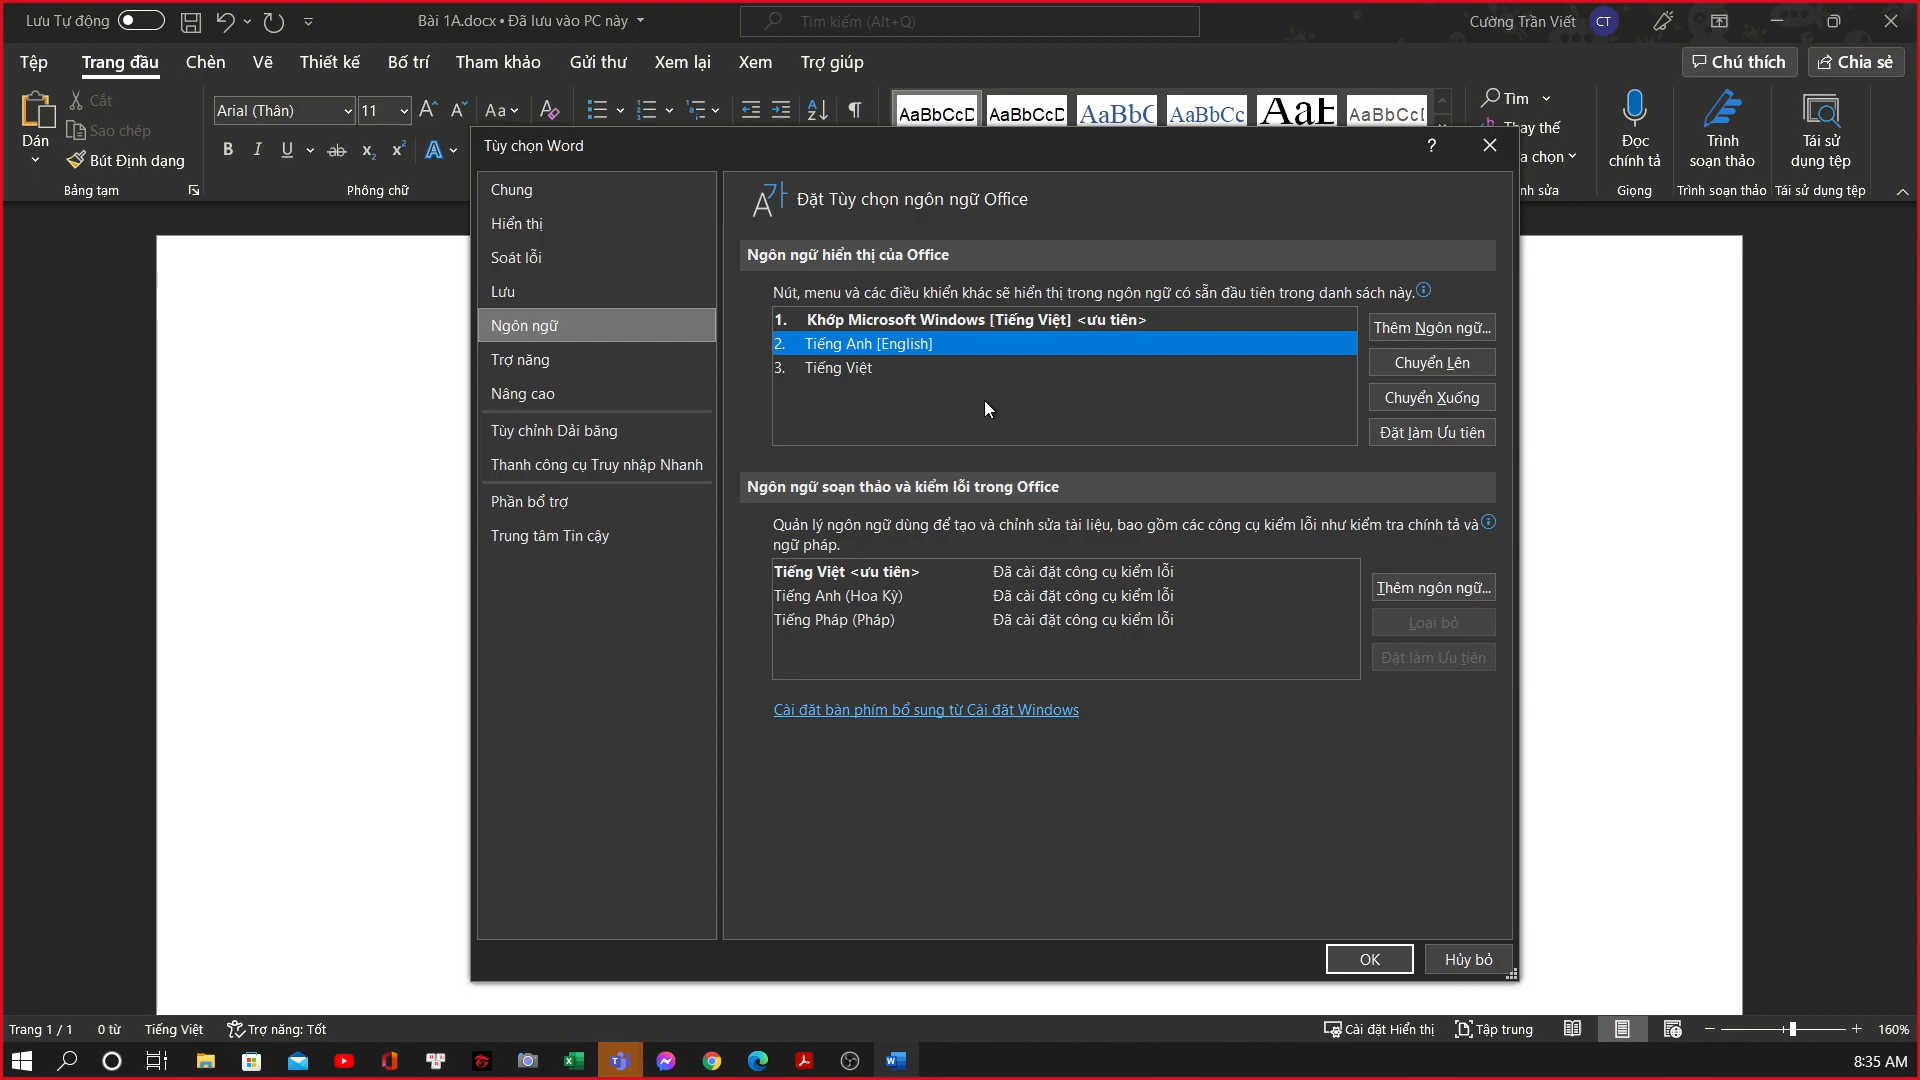 Lưu Tự động
Bài 1A.docx • Đã lưu vào PC này
Tìm kiếm (Alt+Q)
Cường Trần Viết
CT
Tệp Trang đầu Chèn Vẽ Thiết kế Bố trí Tham khảo Gửi thư Xem lại Xem Trợ giúp
Chú thích
Chia sẻ
Dán
Cắt
Sao chép
Bút Định dạng
Bảng tạm
Arial (Thân)
11
Phông chữ
AaBbCcD AaBbCcD AaBbC AaBbCc AaB AaBbCcD
Tìm
Thay thế
a chọn
nh sửa
Đọc
chính tả
Giọng
Trình
soạn thảo
Trình soạn thảo
Tái sử
dụng tệp
Tái sử dụng tệp
Tùy chọn Word
Chung
Hiển thị
Soát lỗi
Lưu
Ngôn ngữ
Trợ năng
Nâng cao
Tùy chỉnh Dải băng
Thanh công cụ Truy nhập Nhanh
Phần bổ trợ
Trung tâm Tin cậy
Đặt Tùy chọn ngôn ngữ Office
Ngôn ngữ hiển thị của Office
Nút, menu và các điều khiển khác sẽ hiển thị trong ngôn ngữ có sẵn đầu tiên trong danh sách này.
1. Khớp Microsoft Windows [Tiếng Việt] <ưu tiên>
2. Tiếng Anh [English]
3. Tiếng Việt
Thêm Ngôn ngữ...
Chuyển Lên
Chuyển Xuống
Đặt làm Ưu tiên
Ngôn ngữ soạn thảo và kiểm lỗi trong Office
Quản lý ngôn ngữ dùng để tạo và chỉnh sửa tài liệu, bao gồm các công cụ kiểm lỗi như kiểm tra chính tả và
ngữ pháp.
Tiếng Việt <ưu tiên> Đã cài đặt công cụ kiểm lỗi
Tiếng Anh (Hoa Kỳ) Đã cài đặt công cụ kiểm lỗi
Tiếng Pháp (Pháp) Đã cài đặt công cụ kiểm lỗi
Thêm ngôn ngữ...
Loại bỏ
Đặt làm Ưu tiên
Cài đặt bàn phím bổ sung từ Cài đặt Windows
OK
Hủy bỏ
Trang 1 / 1
0 từ
Tiếng Việt
Trợ năng: Tốt
Cài đặt Hiển thị
Tập trung
160%
8:35 AM